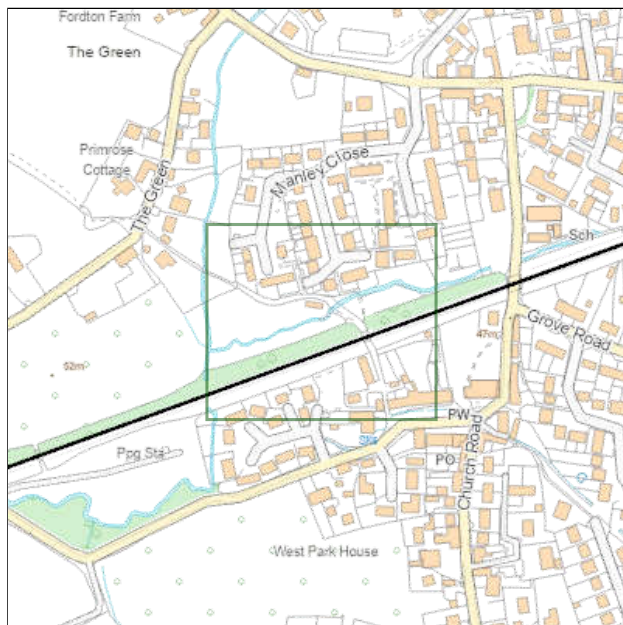 Fordton Farm
The Green
Primrose
Cottage
The Green
Manley Close
Sch
Grove Road
52m
47m
PW
Ppg Sta
Sks
PO
Church Road
West Park House